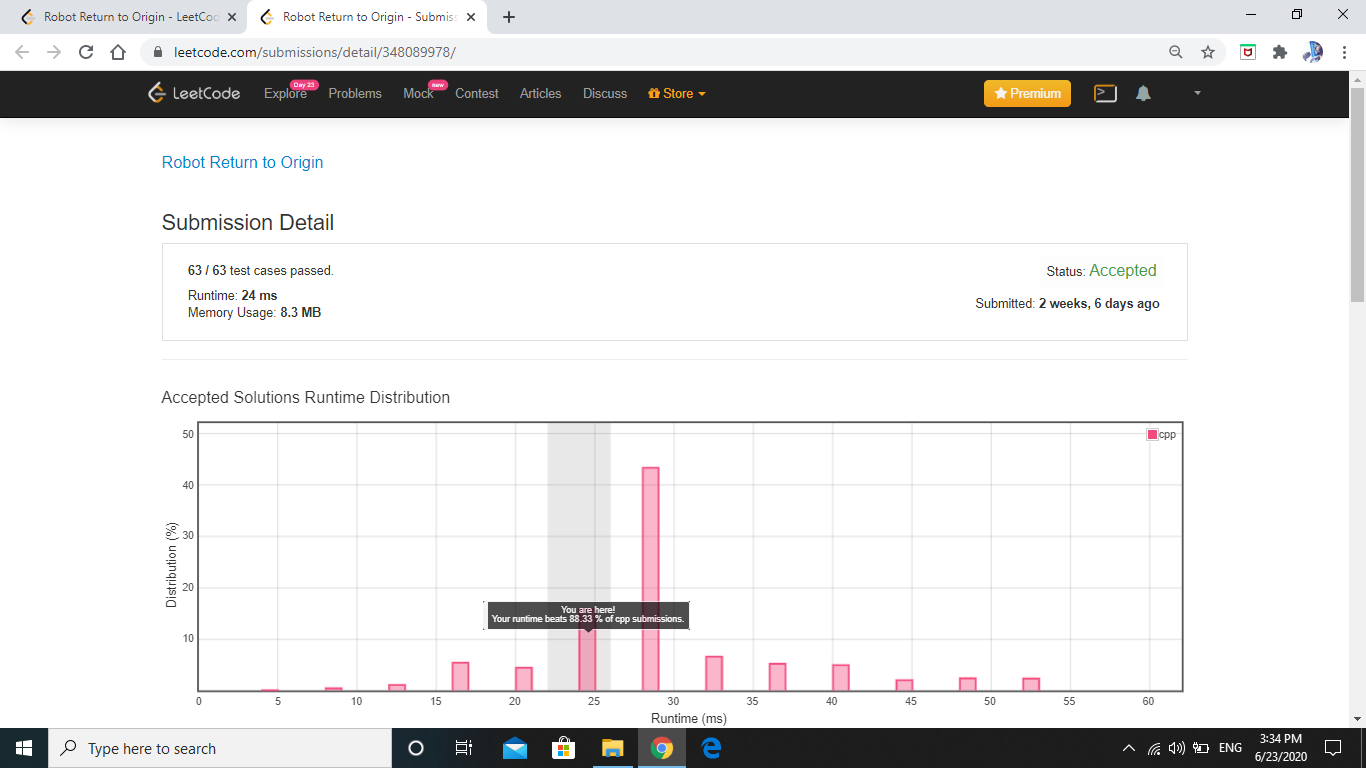 Robot Return to Origin - LeetCo
Robot Return to Origin - Submiss
leetcode.com/submissions/detail/348089978/
LeetCode
Explore
Day 23
Problems
Mock
new
Contest
Articles
Discuss
Store
Premium
Robot Return to Origin
Submission Detail
63 / 63 test cases passed.
Status: Accepted
Runtime: 24 ms
Submitted: 2 weeks, 6 days ago
Memory Usage: 8.3 MB
Accepted Solutions Runtime Distribution
50
40
30
20
10
Distribution (%)
cpp
You are here!
Your runtime beats 88.33 % of cpp submissions.
0 5 10 15 20 25 30 35 40 45 50 55 60
Runtime (ms)
Type here to search
ENG
3:34 PM
6/23/2020